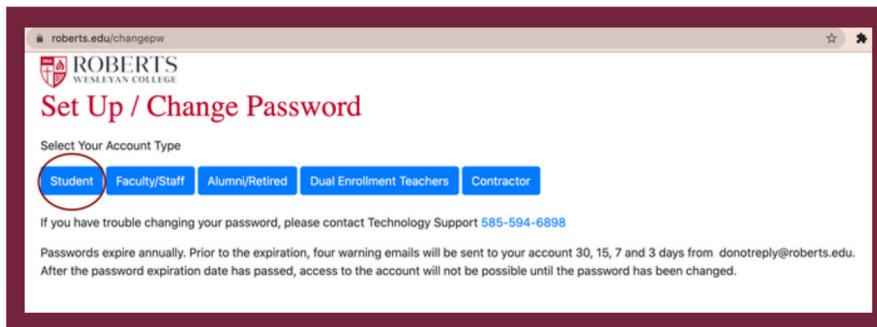 roberts.edu/changepw
ROBERTS
WESLEYAN COLLEGE
Set Up / Change Password
Select Your Account Type
Student Faculty/Staff Alumni/Retired Dual Enrollment Teachers Contractor
If you have trouble changing your password, please contact Technology Support 585-594-6898
Passwords expire annually. Prior to the expiration, four warning emails will be sent to your account 30, 15, 7 and 3 days from donotreply@roberts.edu.
After the password expiration date has passed, access to the account will not be possible until the password has been changed.